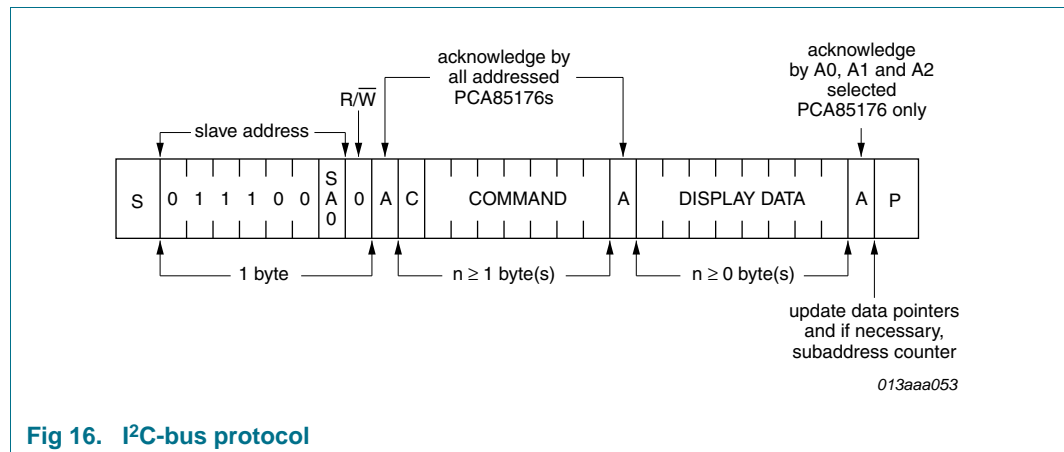 acknowledge by
all addressed
PCA85176s
acknowledge
by A0, A1 and A2
selected
PCA85176 only
R/W̅
slave address
S 0 1 1 1 0 0 SA0 0 A C COMMAND A DISPLAY DATA A P
1 byte
n ≥ 1 byte(s)
n ≥ 0 byte(s)
update data pointers
and if necessary,
subaddress counter
013aaa053
Fig 16. I²C-bus protocol